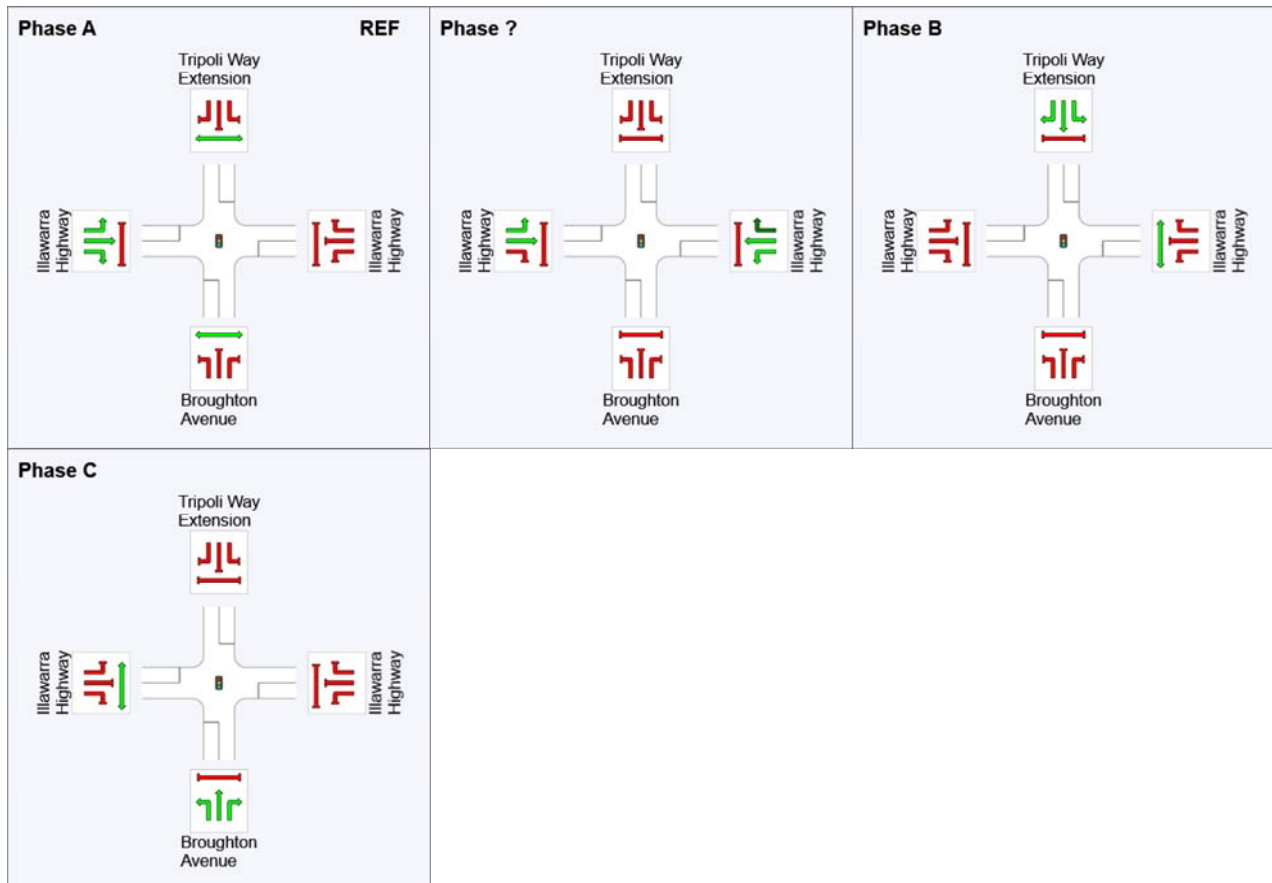 Phase A
REF
Tripoli Way
Extension
Illawarra
Highway
Illawarra
Highway
Broughton
Avenue
Phase ?
Tripoli Way
Extension
Illawarra
Highway
Illawarra
Highway
Broughton
Avenue
Phase B
Tripoli Way
Extension
Illawarra
Highway
Illawarra
Highway
Broughton
Avenue
Phase C
Tripoli Way
Extension
Illawarra
Highway
Illawarra
Highway
Broughton
Avenue